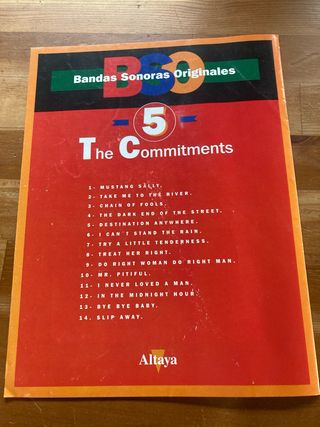 BSO
Bandas Sonoras Originales
5
The Commitments
1- MUSTANG SALLY.
2- TAKE ME TO THE RIVER.
3- CHAIN OF FOOLS.
4- THE DARK END OF THE STREET.
5- DESTINATION ANYWHERE.
6- I CAN'T STAND THE RAIN.
7- TRY A LITTLE TENDERNESS.
8- TREAT HER RIGHT.
9- DO RIGHT WOMAN DO RIGHT MAN.
10- MR. PITIFUL.
11- I NEVER LOVED A MAN.
12- IN THE MIDNIGHT HOUR.
13- BYE BYE BABY.
14. SLIP AWAY.
Altaya